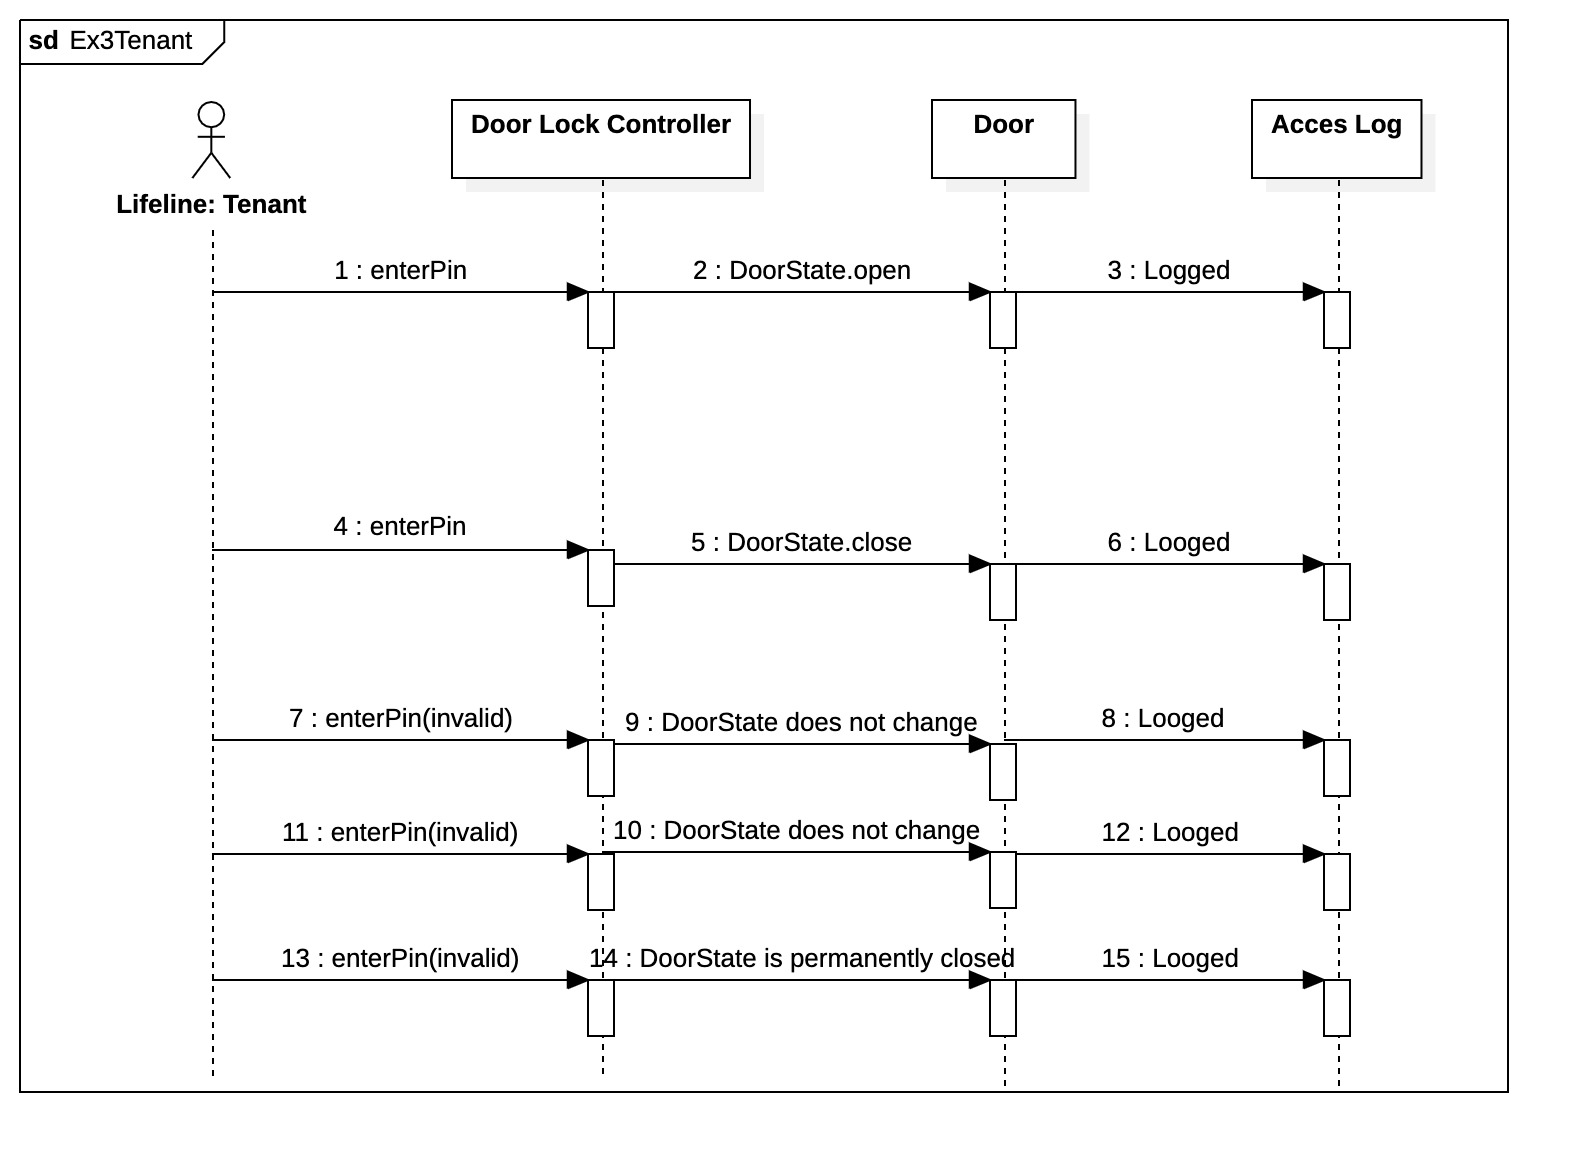 sd Ex3Tenant
Door Lock Controller
Door
Acces Log
Lifeline: Tenant
1 : enterPin
2 : DoorState.open
3 : Logged
4 : enterPin
5 : DoorState.close
6 : Looged
7 : enterPin(invalid)
9 : DoorState does not change
8 : Looged
11 : enterPin(invalid)
10 : DoorState does not change
12 : Looged
13 : enterPin(invalid)
14 : DoorState is permanently closed
15 : Looged